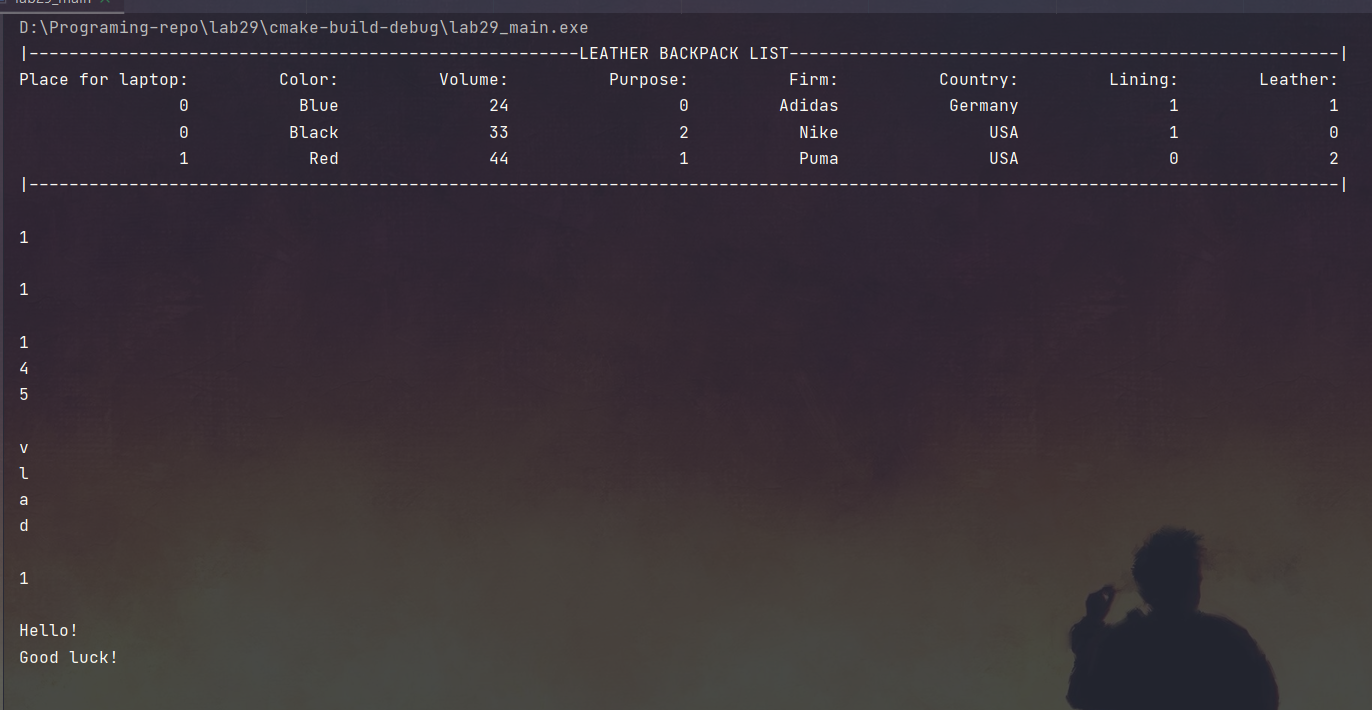 lab29_main
D:\Programing-repo\lab29\cmake-build-debug\lab29_main.exe
|-------------------------------------------------------LEATHER BACKPACK LIST-------------------------------------------------------|
Place for laptop:         Color:          Volume:          Purpose:          Firm:          Country:         Lining:        Leather:
                0           Blue               24                 0         Adidas           Germany               1               1
                0          Black               33                 2           Nike               USA               1               0
                1            Red               44                 1           Puma               USA               0               2
|-----------------------------------------------------------------------------------------------------------------------------------|
1
1
1
4
5
v
l
a
d
1
Hello!
Good luck!